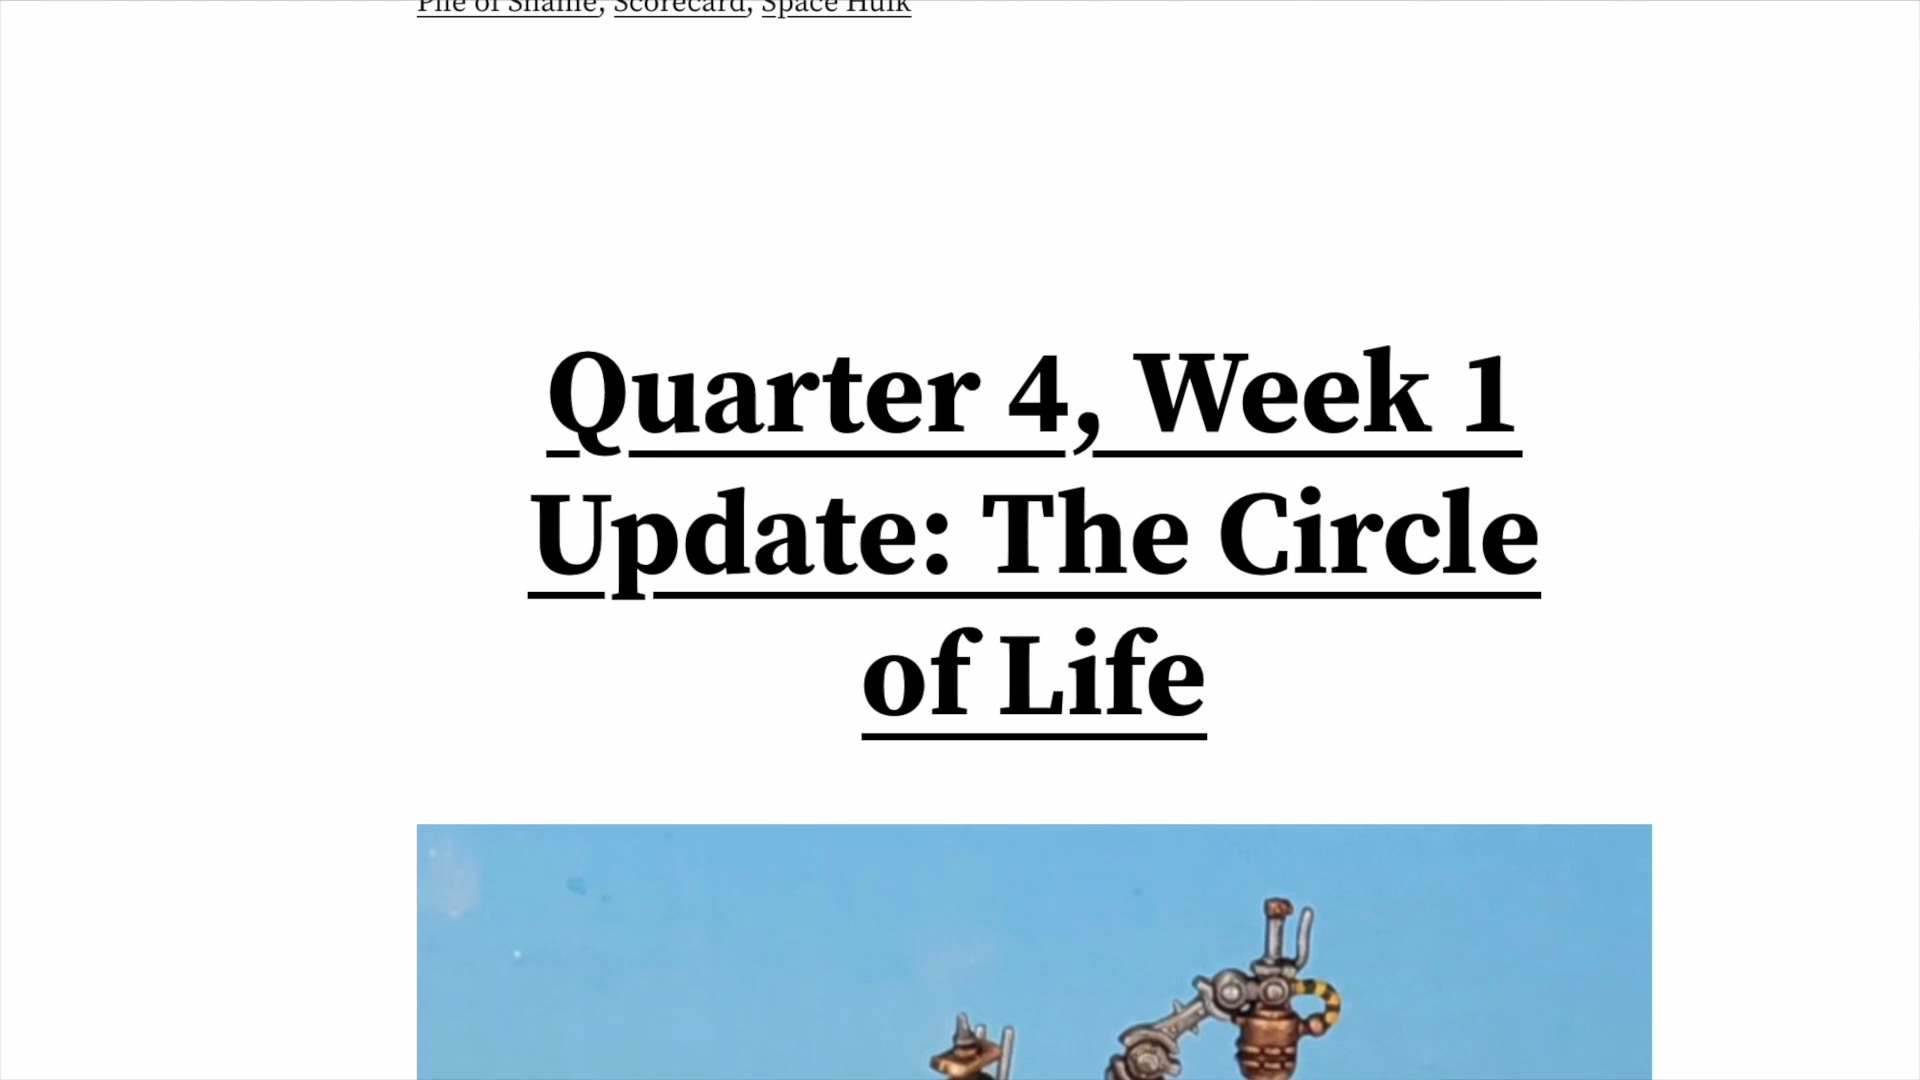 Pile of Shame, Scorecard, Space Hulk
Quarter 4, Week 1
Update: The Circle
of Life